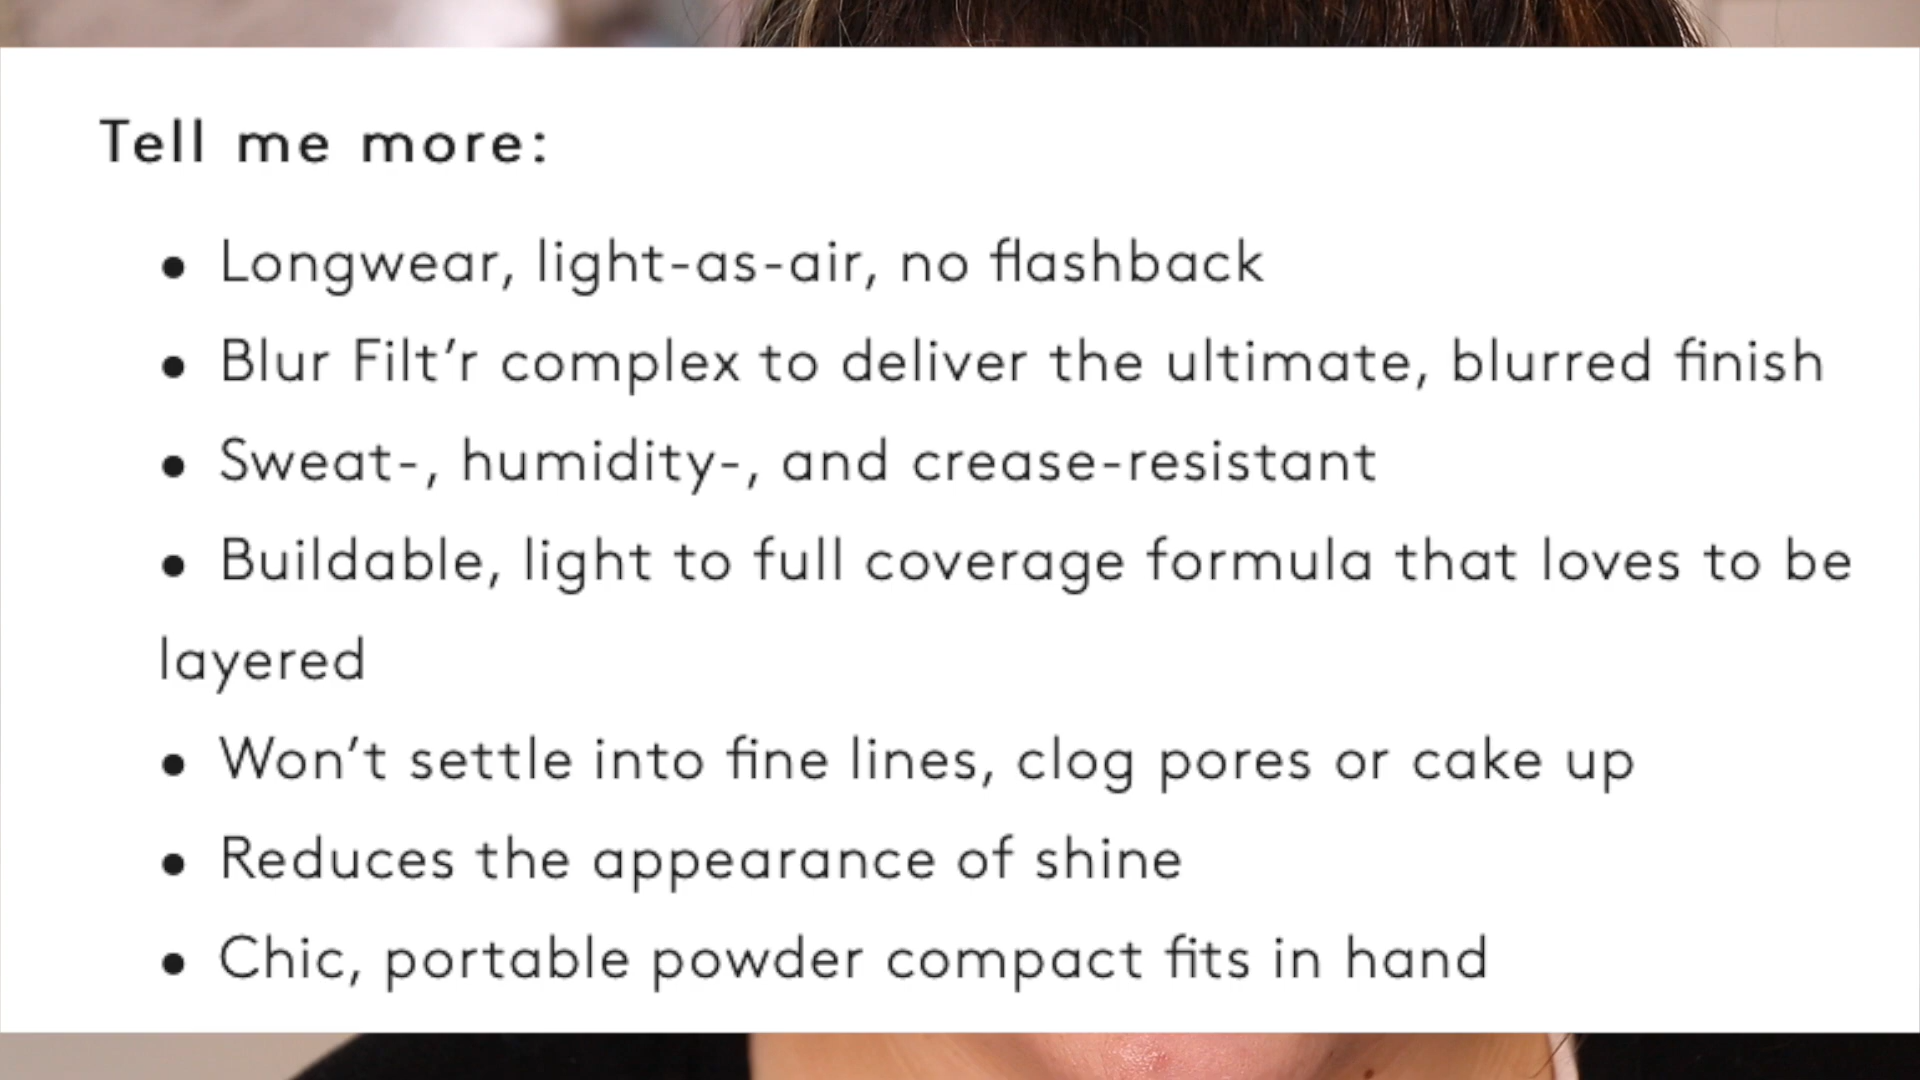 Tell me more:
• Longwear, light-as-air, no flashback
• Blur Filt’r complex to deliver the ultimate, blurred finish
• Sweat-, humidity-, and crease-resistant
• Buildable, light to full coverage formula that loves to be
layered
• Won’t settle into fine lines, clog pores or cake up
• Reduces the appearance of shine
• Chic, portable powder compact fits in hand